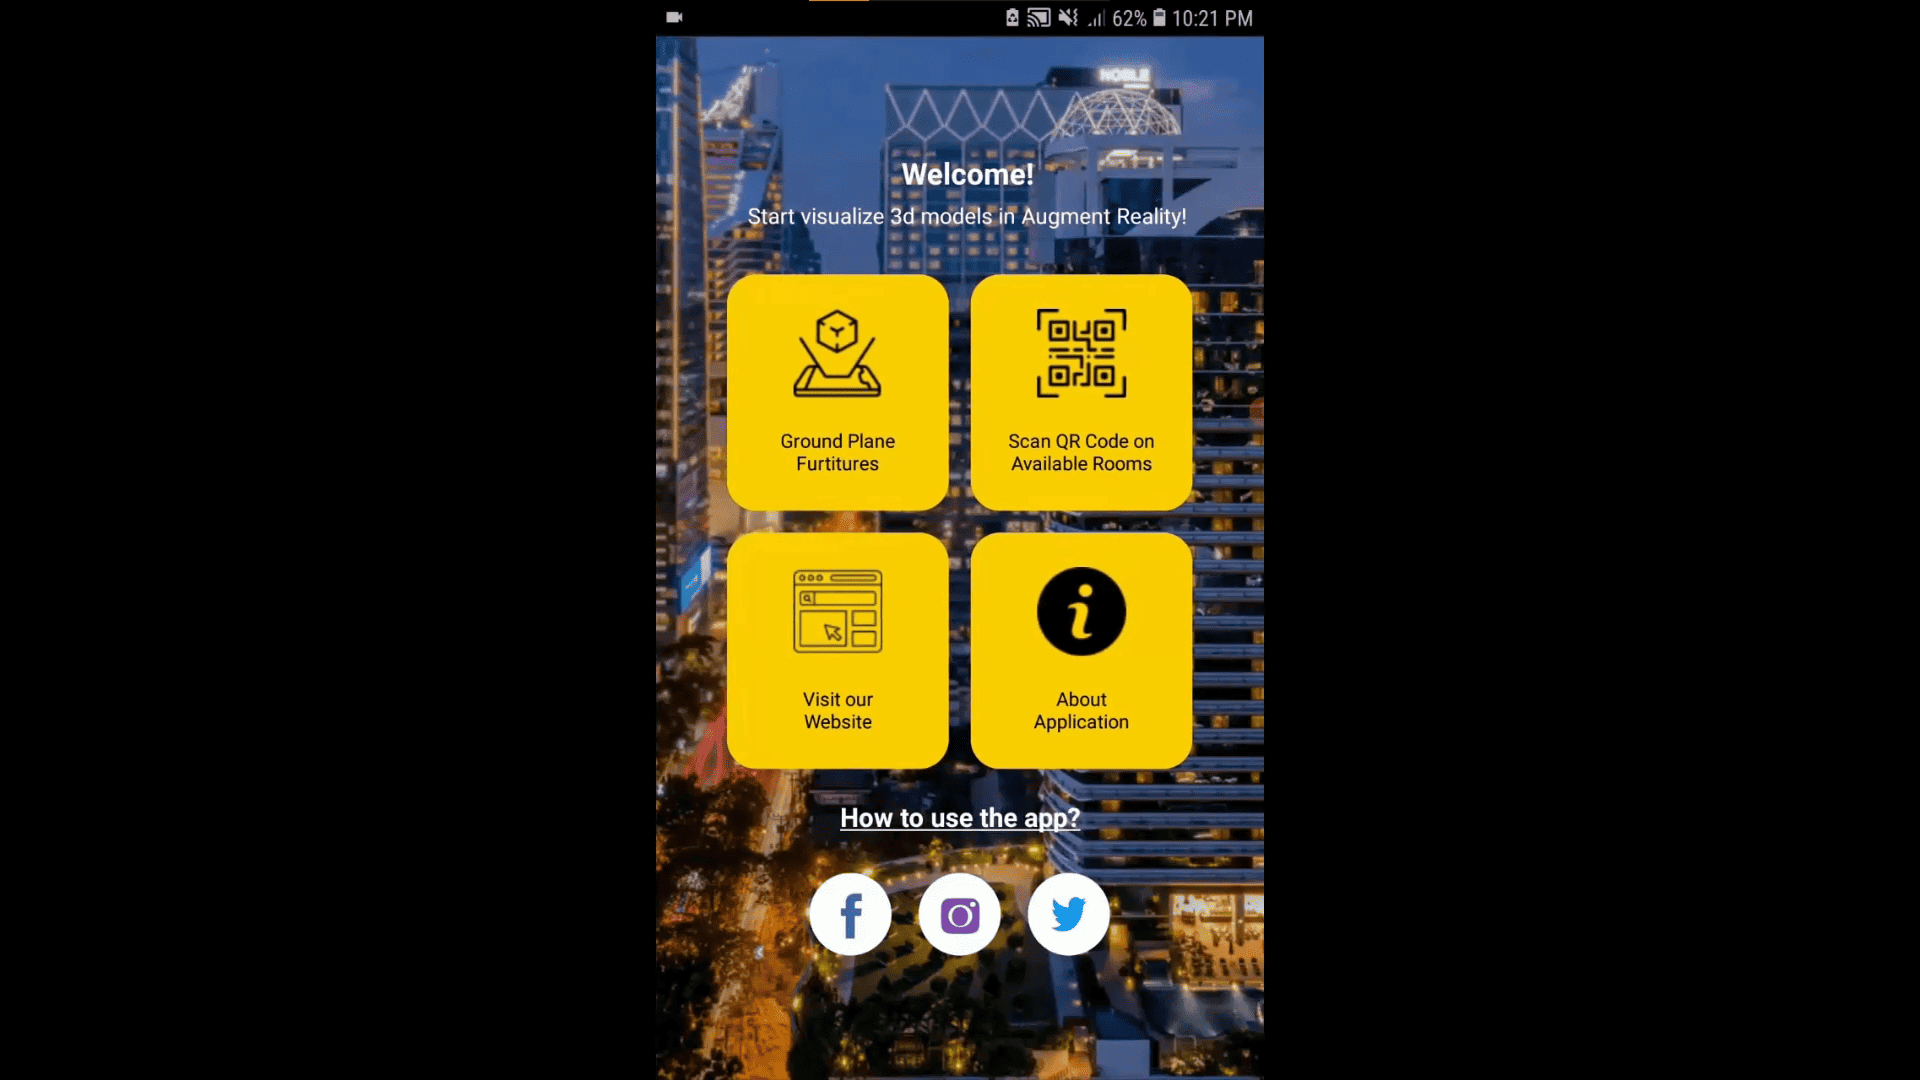 62% 10:21 PM
NOBLE
Welcome!
Start visualize 3d models in Augment Reality!
Ground Plane
Furtitures
Scan QR Code on
Available Rooms
Visit our
Website
About
Application
How to use the app?